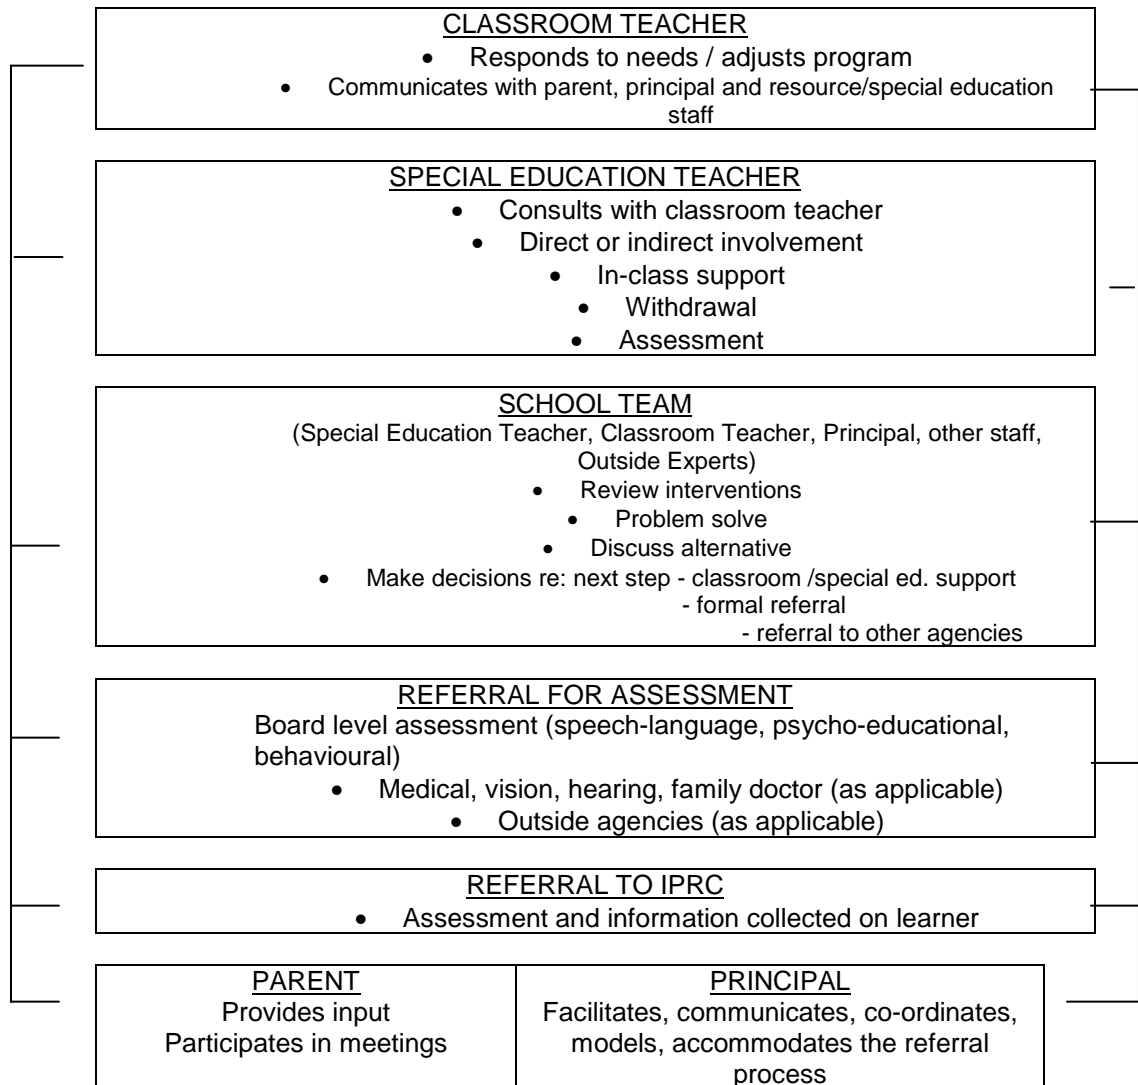 CLASSROOM TEACHER
• Responds to needs / adjusts program
• Communicates with parent, principal and resource/special education
staff
SPECIAL EDUCATION TEACHER
• Consults with classroom teacher
• Direct or indirect involvement
• In-class support
• Withdrawal
• Assessment
SCHOOL TEAM
(Special Education Teacher, Classroom Teacher, Principal, other staff,
Outside Experts)
• Review interventions
• Problem solve
• Discuss alternative
• Make decisions re: next step - classroom /special ed. support
- formal referral
- referral to other agencies
REFERRAL FOR ASSESSMENT
Board level assessment (speech-language, psycho-educational,
behavioural)
• Medical, vision, hearing, family doctor (as applicable)
• Outside agencies (as applicable)
REFERRAL TO IPRC
• Assessment and information collected on learner
PARENT
Provides input
Participates in meetings
PRINCIPAL
Facilitates, communicates, co-ordinates,
models, accommodates the referral
process